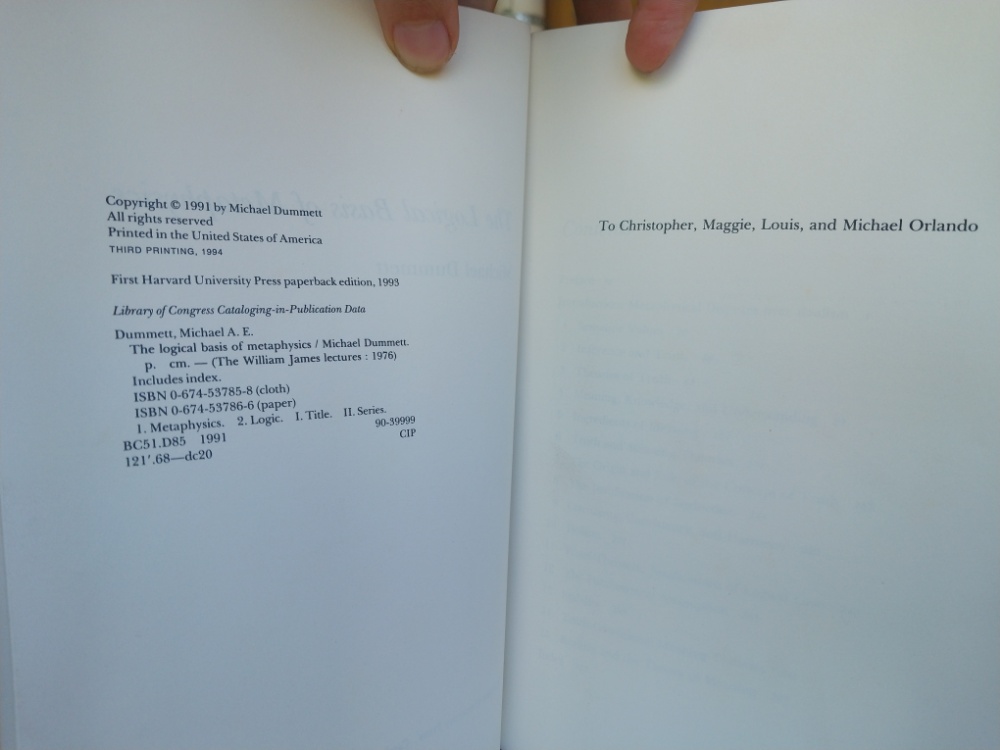 Copyright © 1991 by Michael Dummett
All rights reserved
Printed in the United States of America
THIRD PRINTING, 1994
First Harvard University Press paperback edition, 1993
Library of Congress Cataloging-in-Publication Data
Dummett, Michael A. E.
The logical basis of metaphysics / Michael Dummett.
p. cm. — (The William James lectures : 1976)
Includes index.
ISBN 0-674-53785-8 (cloth)
ISBN 0-674-53786-6 (paper)
1. Metaphysics. 2. Logic. I. Title. II. Series.
BC51.D85 1991 90-39999
121'.68—dc20 CIP
To Christopher, Maggie, Louis, and Michael Orlando